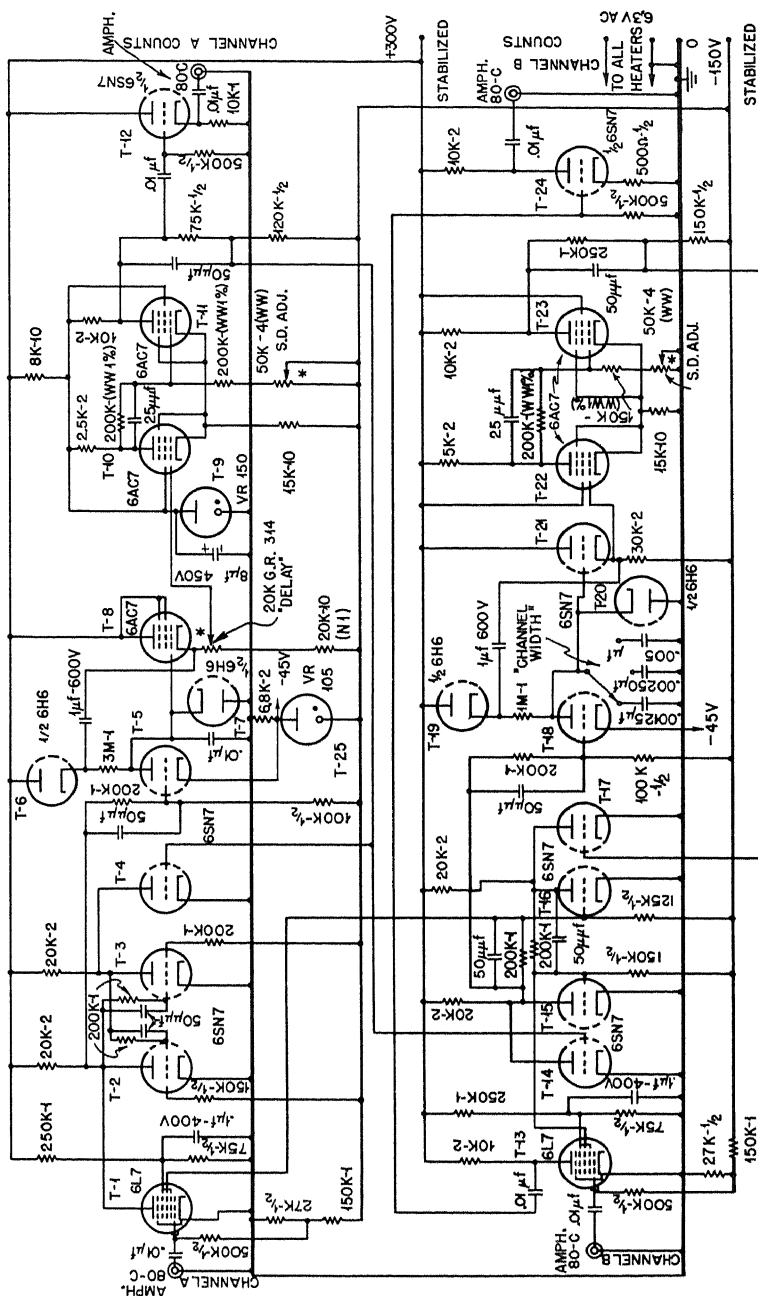 AMPH.
80-C
CHANNEL A
.01μf
500K-½
T-1
6L7
250K-1
27K-½
150K-1
75K-½
.1μf-400V
T-2
20K-2
150K-½
200K-1
50μμf
6SN7
T-3
20K-2
200K-1
T-4
6SN7
50μμf
200K-1
100K-½
T-5
3M-1
T-6
1/2 6H6
1μf-600V
.01μf
T-7
½ 6H6
6.8K-2
-45V
VR
105
T-25
T-8
6AC7
*
20K G.R. 314
"DELAY"
20K-10
(N1)
8μf
450V
T-9
VR 150
T-10
6AC7
2.5K-2
200K-(WW1%)
25μμf
15K-10
8K-10
10K-2
T-11
200K-(WW1%)
50K-4(WW)
S.D. ADJ.
*
50μμf
75K-½
120K-½
.01μf
T-12
500K-½
½ 6SN7
AMPH.
80C
.01μf
10K-1
CHANNEL A COUNTS
+300V
STABILIZED
AMPH.
80-C
CHANNEL B
.01μf
500K-½
T-13
6L7
10K-2
.01μf
27K-½
150K-1
250K-1
75K-½
.1μf-400V
T-14
20K-2
T-15
6SN7
150K-½
50μμf
200K-1
200K-1
50μμf
T-16
125K-½
20K-2
6SN7
T-17
50μμf
200K-1
100K
-½
T-18
-45V
1M-1
T-19
½ 6H6
"CHANNEL
WIDTH"
.00125μf
.00250μf
.005
μf
1μf 600V
T20
1/2 6H6
6SN7
T-21
30K-2
T-22
5K-2
25μμf
200K-(WW1%)
6AC7
15K-10
150K-
(WW1%)
10K-2
T-23
50μμf
250K-1
50K-4
(WW)
*
S.D. ADJ.
150K-½
T-24
½ 6SN7
500K-½
500Ω-½
10K-2
.01μf
AMPH.
80-C
CHANNEL B
COUNTS
TO ALL
HEATERS
6.3V AC
0
-150V
STABILIZED